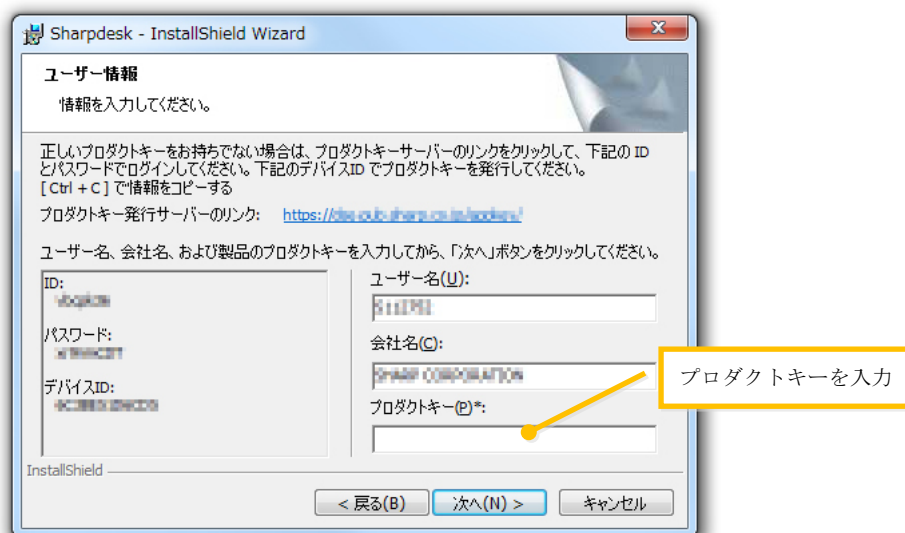 Sharpdesk - InstallShield Wizard
ユーザー情報
情報を入力してください。
正しいプロダクトキーをお持ちでない場合は、プロダクトキーサーバーのリンクをクリックして、下記の ID
とパスワードでログインしてください。下記のデバイスID でプロダクトキーを発行してください。
[ Ctrl + C ] で情報をコピーする
プロダクトキー発行サーバーのリンク: https://
ユーザー名、会社名、および製品のプロダクトキーを入力してから、「次へ」ボタンをクリックしてください。
ID:
パスワード:
デバイスID:
ユーザー名(U):
会社名(C):
SHARP CORPORATION
プロダクトキー(P)*:
プロダクトキーを入力
InstallShield
< 戻る(B)
次へ(N) >
キャンセル